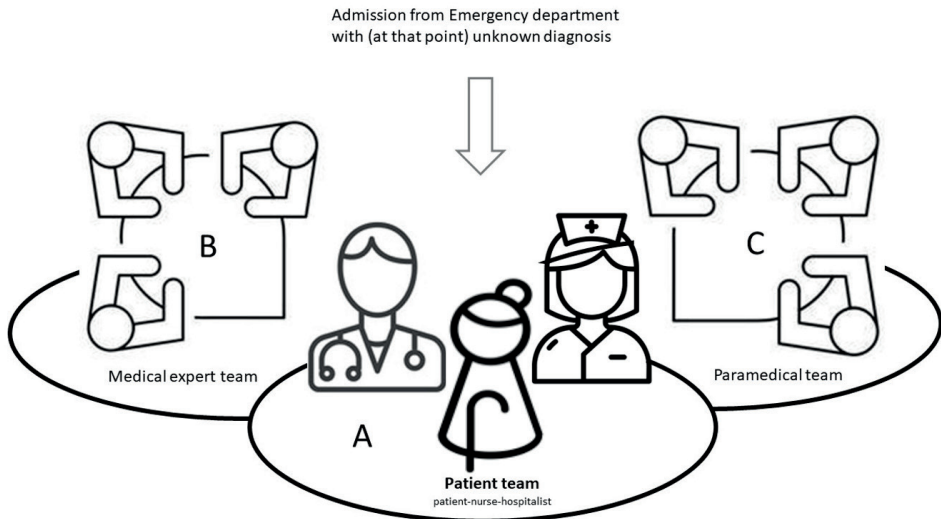 Admission from Emergency department
with (at that point) unknown diagnosis
B
C
Medical expert team
Paramedical team
A
Patient team
patient-nurse-hospitalist